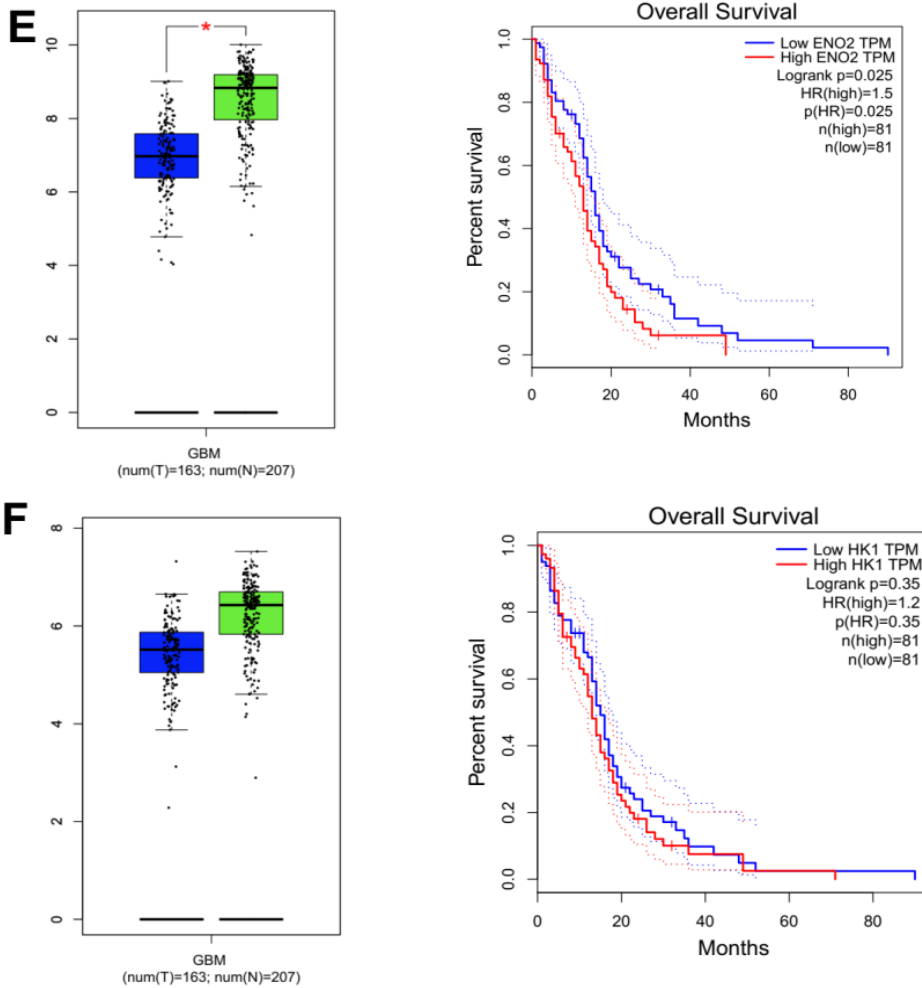 E
*
10
8
6
4
2
0
GBM
(num(T)=163; num(N)=207)
Overall Survival
Low ENO2 TPM
High ENO2 TPM
Logrank p=0.025
HR(high)=1.5
p(HR)=0.025
n(high)=81
n(low)=81
Percent survival
1.0
0.8
0.6
0.4
0.2
0.0
0 20 40 60 80
Months
F
8
6
4
2
0
GBM
(num(T)=163; num(N)=207)
Overall Survival
Low HK1 TPM
High HK1 TPM
Logrank p=0.35
HR(high)=1.2
p(HR)=0.35
n(high)=81
n(low)=81
Percent survival
1.0
0.8
0.6
0.4
0.2
0.0
0 20 40 60 80
Months